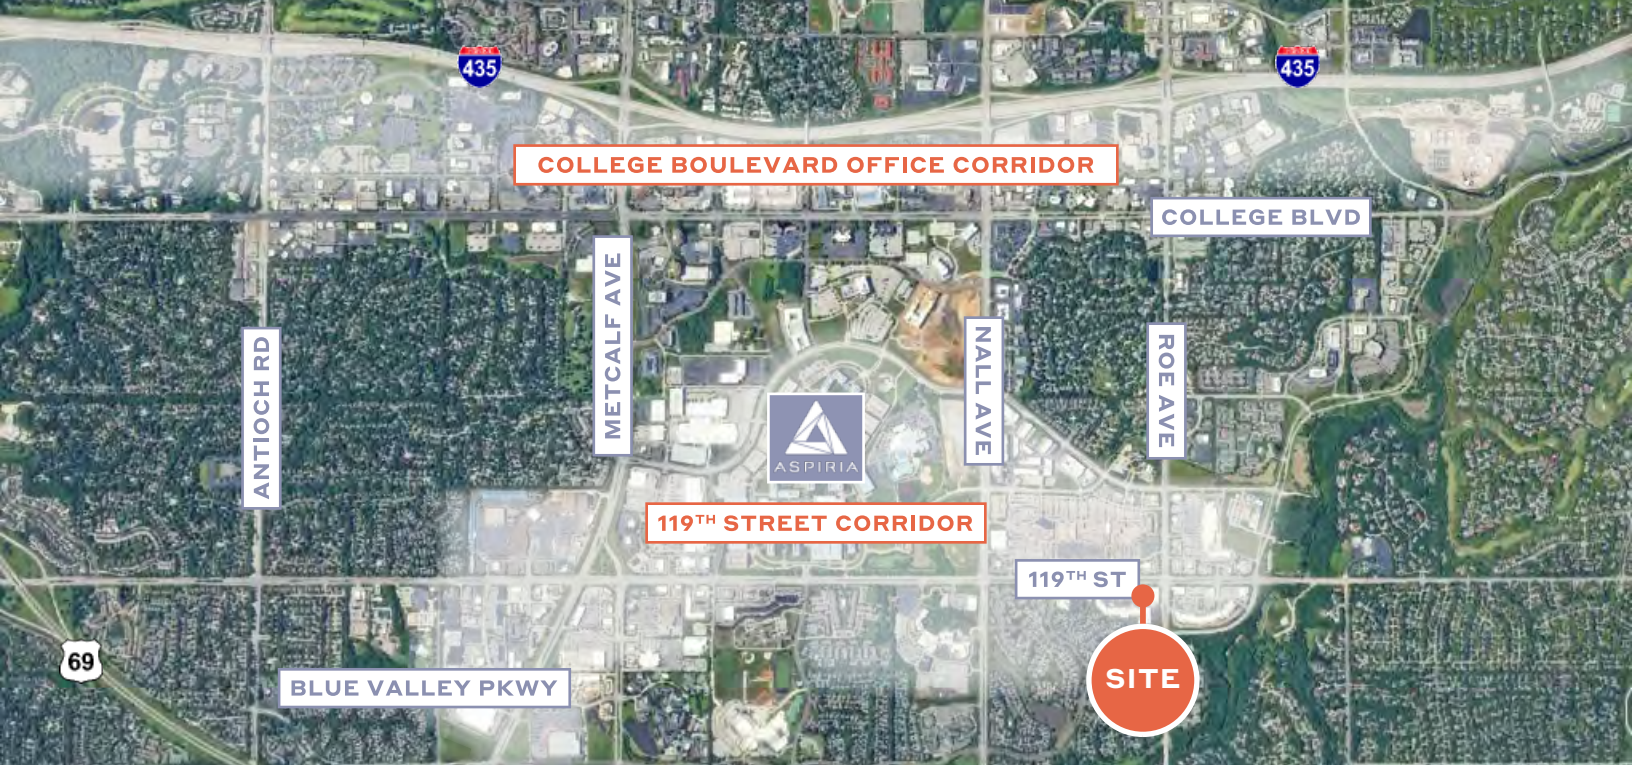 435
435
COLLEGE BOULEVARD OFFICE CORRIDOR
COLLEGE BLVD
METCALF AVE
NALL AVE
ROE AVE
ANTIOCH RD
ASPIRIA
119TH STREET CORRIDOR
119TH ST
69
SITE
BLUE VALLEY PKWY